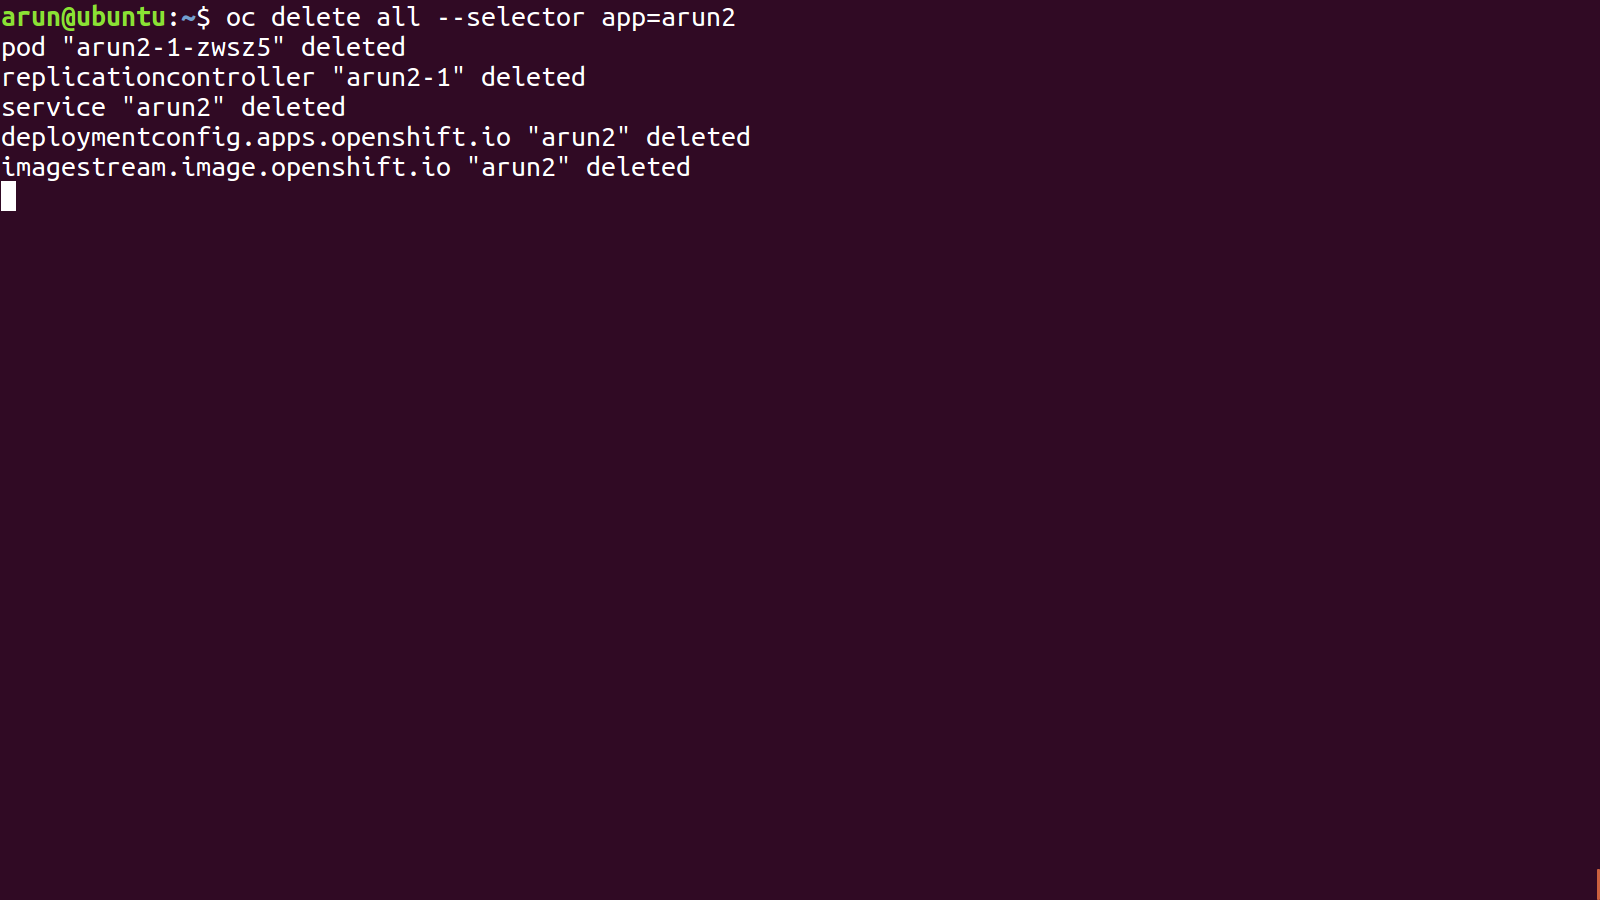 arun@ubuntu:~$ oc delete all --selector app=arun2
pod "arun2-1-zwsz5" deleted
replicationcontroller "arun2-1" deleted
service "arun2" deleted
deploymentconfig.apps.openshift.io "arun2" deleted
imagestream.image.openshift.io "arun2" deleted